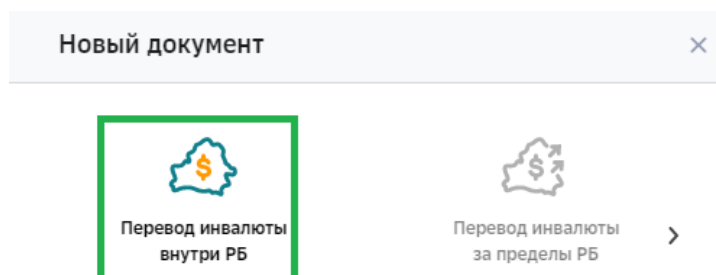 Новый документ
$
$
Перевод инвалюты
внутри РБ
Перевод инвалюты
за пределы РБ